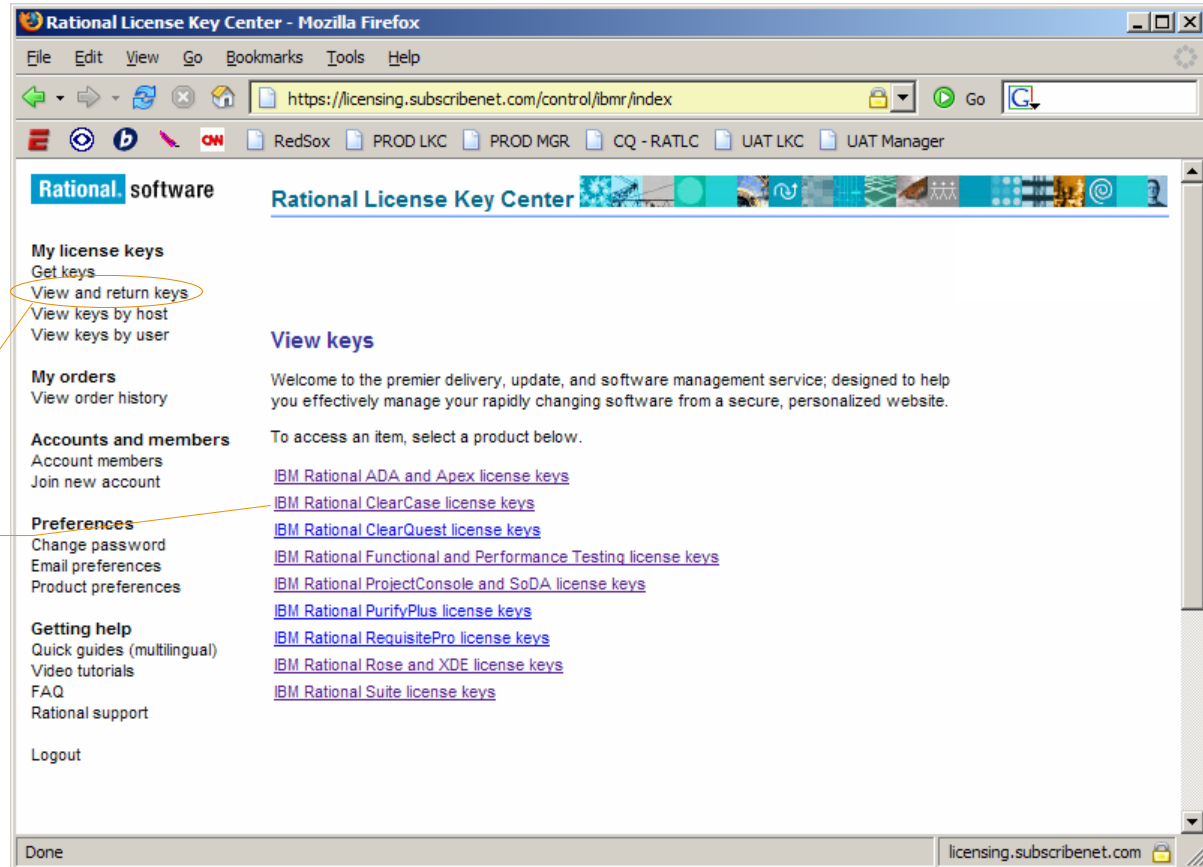 Rational License Key Center - Mozilla Firefox
File Edit View Go Bookmarks Tools Help
https://licensing.subscribenet.com/control/ibmr/index Go G
RedSox PROD LKC PROD MGR CQ - RATLC UAT LKC UAT Manager
Rational. software
Rational License Key Center
My license keys
Get keys
View and return keys
View keys by host
View keys by user
My orders
View order history
Accounts and members
Account members
Join new account
Preferences
Change password
Email preferences
Product preferences
Getting help
Quick guides (multilingual)
Video tutorials
FAQ
Rational support
Logout
View keys
Welcome to the premier delivery, update, and software management service; designed to help
you effectively manage your rapidly changing software from a secure, personalized website.
To access an item, select a product below.
IBM Rational ADA and Apex license keys
IBM Rational ClearCase license keys
IBM Rational ClearQuest license keys
IBM Rational Functional and Performance Testing license keys
IBM Rational ProjectConsole and SoDA license keys
IBM Rational PurifyPlus license keys
IBM Rational RequisitePro license keys
IBM Rational Rose and XDE license keys
IBM Rational Suite license keys
Done licensing.subscribenet.com